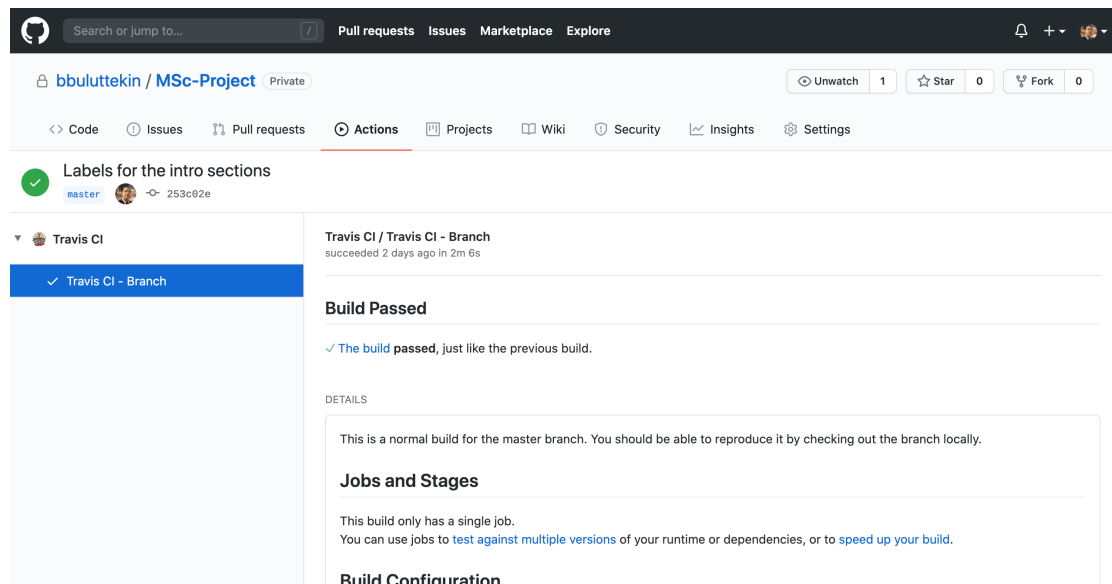 Search or jump to... / Pull requests Issues Marketplace Explore
bbuluttekin / MSc-Project Private Unwatch 1 Star 0 Fork 0
Code Issues Pull requests Actions Projects Wiki Security Insights Settings
Labels for the intro sections
master 253c02e
Travis CI
Travis CI - Branch
Travis CI / Travis CI - Branch
succeeded 2 days ago in 2m 6s
Build Passed
The build passed, just like the previous build.
DETAILS
This is a normal build for the master branch. You should be able to reproduce it by checking out the branch locally.
Jobs and Stages
This build only has a single job.
You can use jobs to test against multiple versions of your runtime or dependencies, or to speed up your build.
Build Configuration